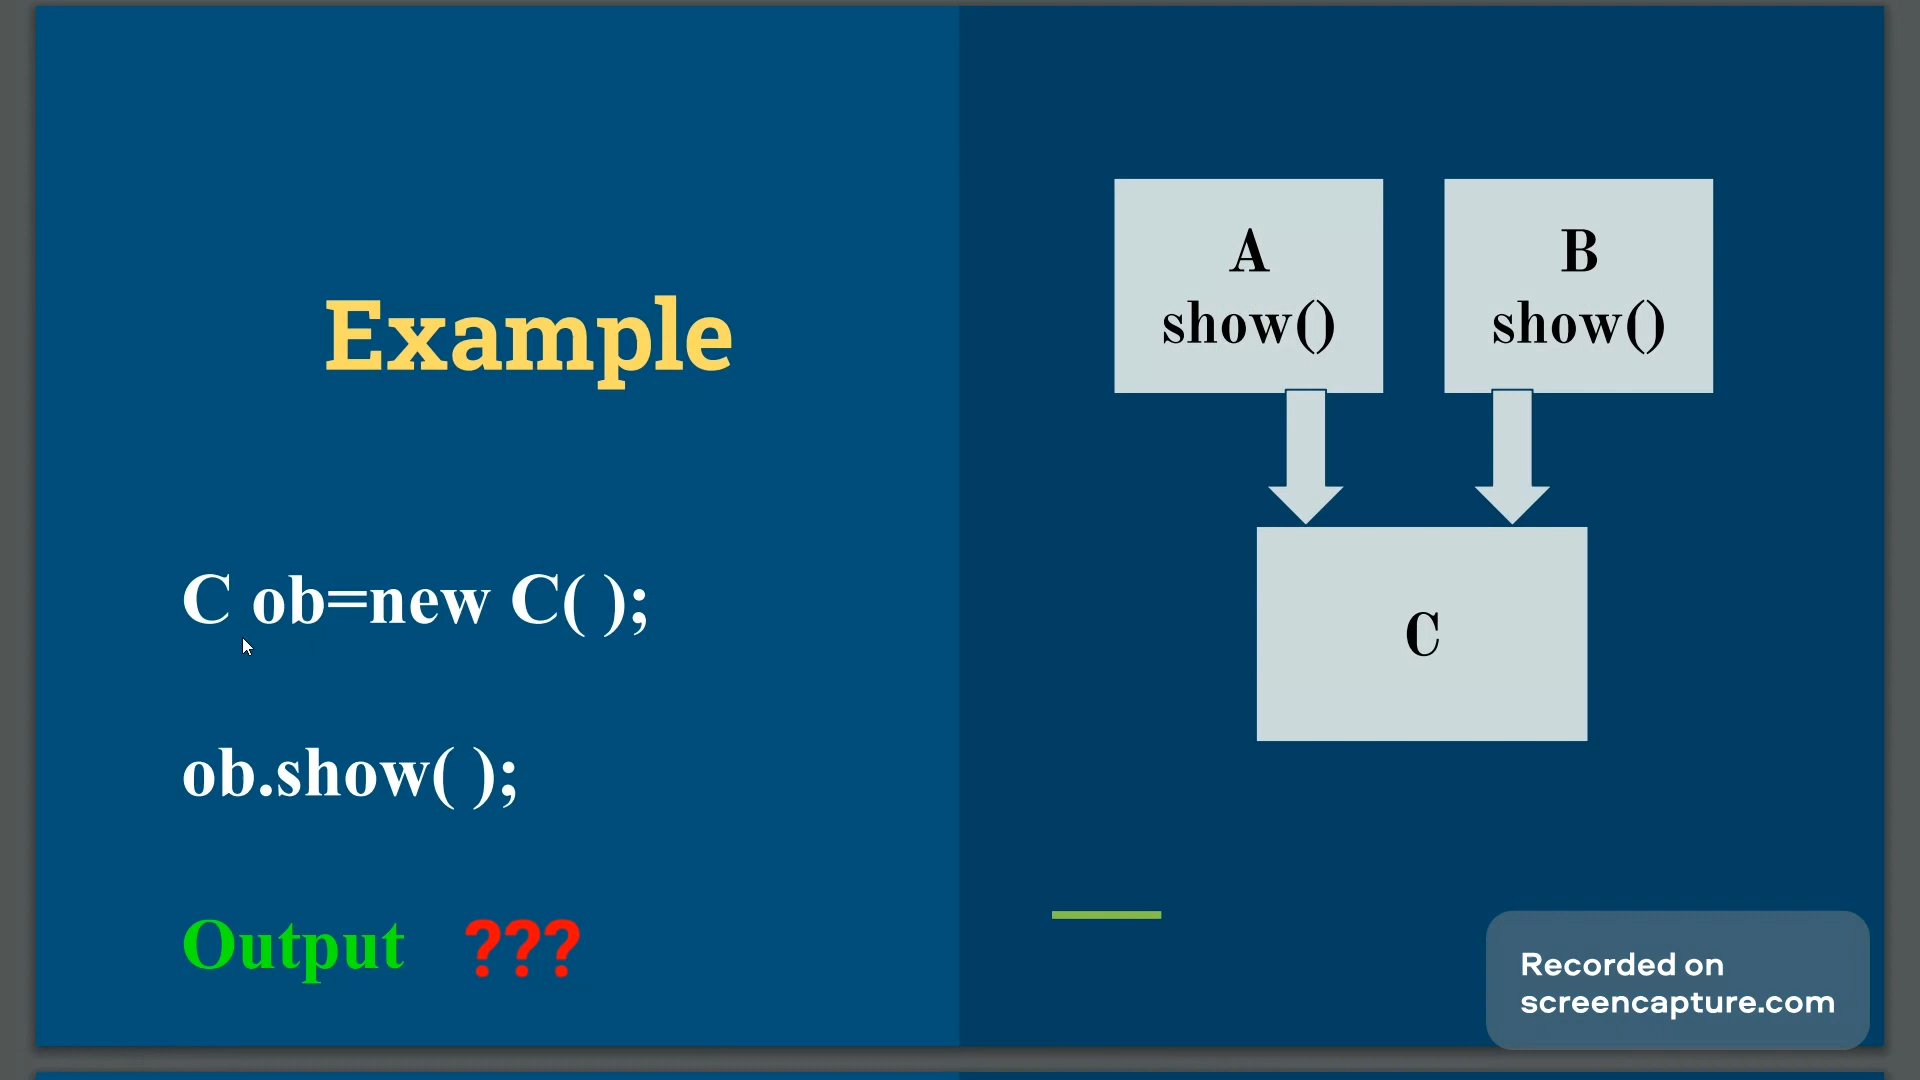 Example
C ob=new C( );
ob.show( );
Output ???
A
show()
B
show()
C
Recorded on
screencapture.com